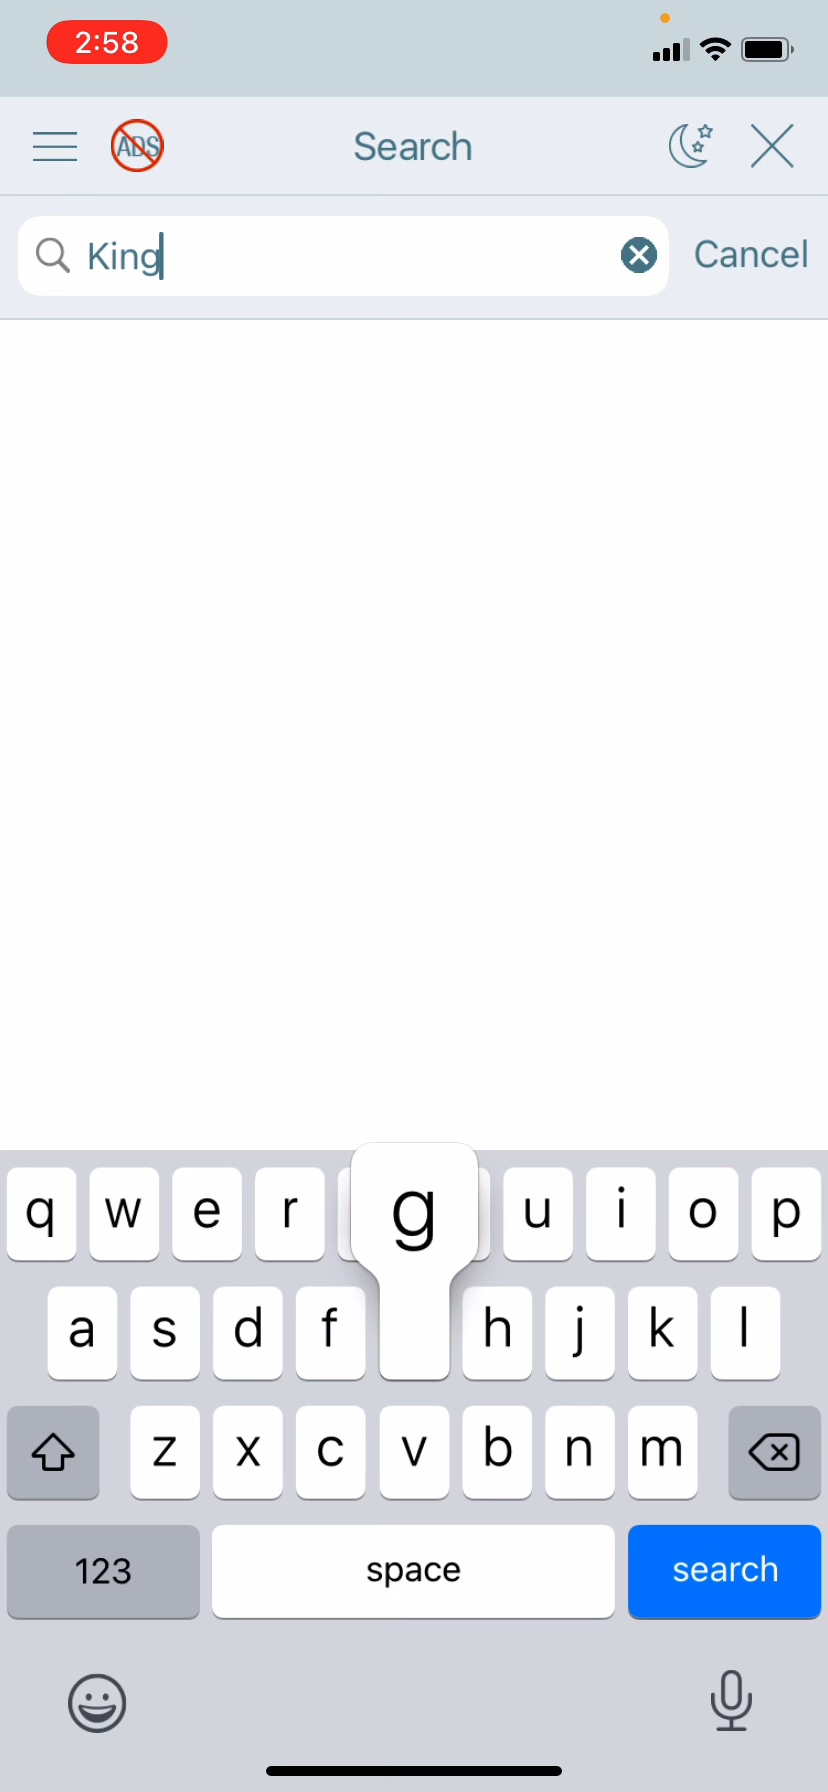 2:58
ADS
Search
King
Cancel
q w e r g u i o p
a s d f h j k l
z x c v b n m
123 space search